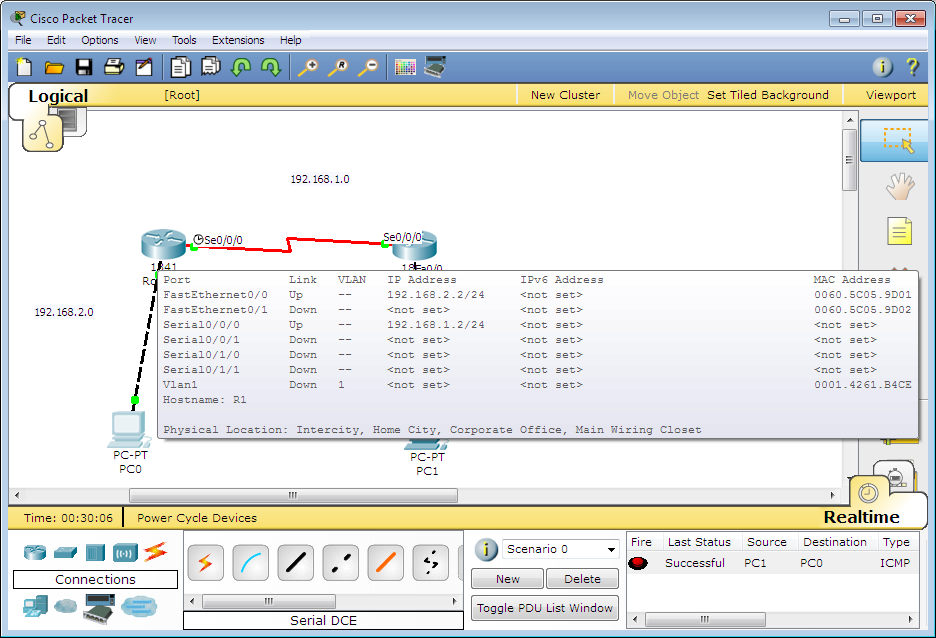 Cisco Packet Tracer
File Edit Options View Tools Extensions Help
Logical [Root] New Cluster Move Object Set Tiled Background Viewport
192.168.1.0
Se0/0/0 Se0/0/0
1841
192.168.2.0
Port Link VLAN IP Address IPv6 Address MAC Address
FastEthernet0/0 Up -- 192.168.2.2/24 <not set> 0060.5C05.9D01
FastEthernet0/1 Down -- <not set> <not set> 0060.5C05.9D02
Serial0/0/0 Up -- 192.168.1.2/24 <not set> <not set>
Serial0/0/1 Down -- <not set> <not set> <not set>
Serial0/1/0 Down -- <not set> <not set> <not set>
Serial0/1/1 Down -- <not set> <not set> <not set>
Vlan1 Down 1 <not set> <not set> 0001.4261.B4CE
Hostname: R1
Physical Location: Intercity, Home City, Corporate Office, Main Wiring Closet
PC-PT
PC0
PC-PT
PC1
Time: 00:30:06 Power Cycle Devices Realtime
Connections
Serial DCE
Scenario 0
New Delete
Toggle PDU List Window
Fire Last Status Source Destination Type
Successful PC1 PC0 ICMP